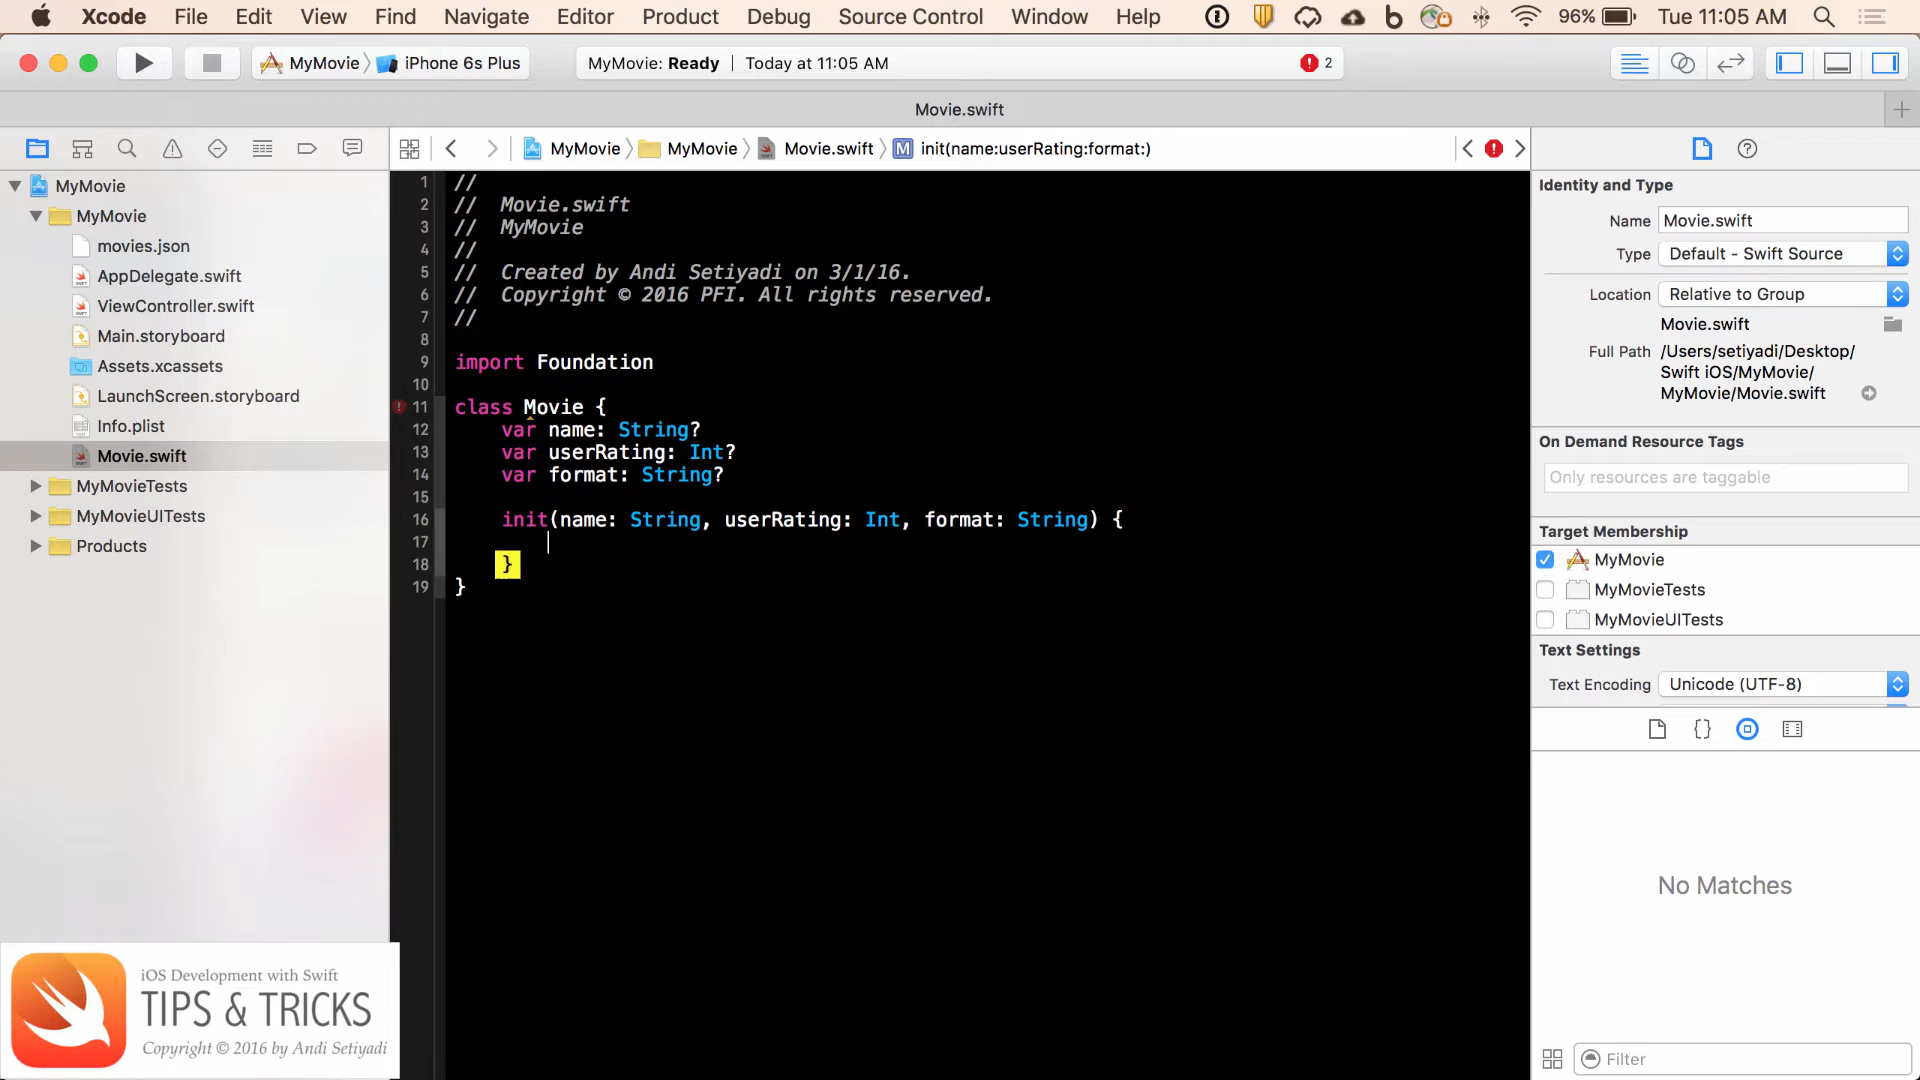 Xcode File Edit View Find Navigate Editor Product Debug Source Control Window Help 96% Tue 11:05 AM
MyMovie iPhone 6s Plus MyMovie: Ready Today at 11:05 AM 2
Movie.swift
MyMovie MyMovie Movie.swift M init(name:userRating:format:)
MyMovie
MyMovie
movies.json
AppDelegate.swift
ViewController.swift
Main.storyboard
Assets.xcassets
LaunchScreen.storyboard
Info.plist
Movie.swift
MyMovieTests
MyMovieUITests
Products
1 //
2 //  Movie.swift
3 //  MyMovie
4 //
5 //  Created by Andi Setiyadi on 3/1/16.
6 //  Copyright © 2016 PFI. All rights reserved.
7 //
8
9 import Foundation
10
11 class Movie {
12     var name: String?
13     var userRating: Int?
14     var format: String?
15
16     init(name: String, userRating: Int, format: String) {
17
18     }
19 }
Identity and Type
Name Movie.swift
Type Default - Swift Source
Location Relative to Group
Movie.swift
Full Path /Users/setiyadi/Desktop/
Swift iOS/MyMovie/
MyMovie/Movie.swift
On Demand Resource Tags
Only resources are taggable
Target Membership
MyMovie
MyMovieTests
MyMovieUITests
Text Settings
Text Encoding Unicode (UTF-8)
No Matches
Filter
iOS Development with Swift
TIPS & TRICKS
Copyright © 2016 by Andi Setiyadi